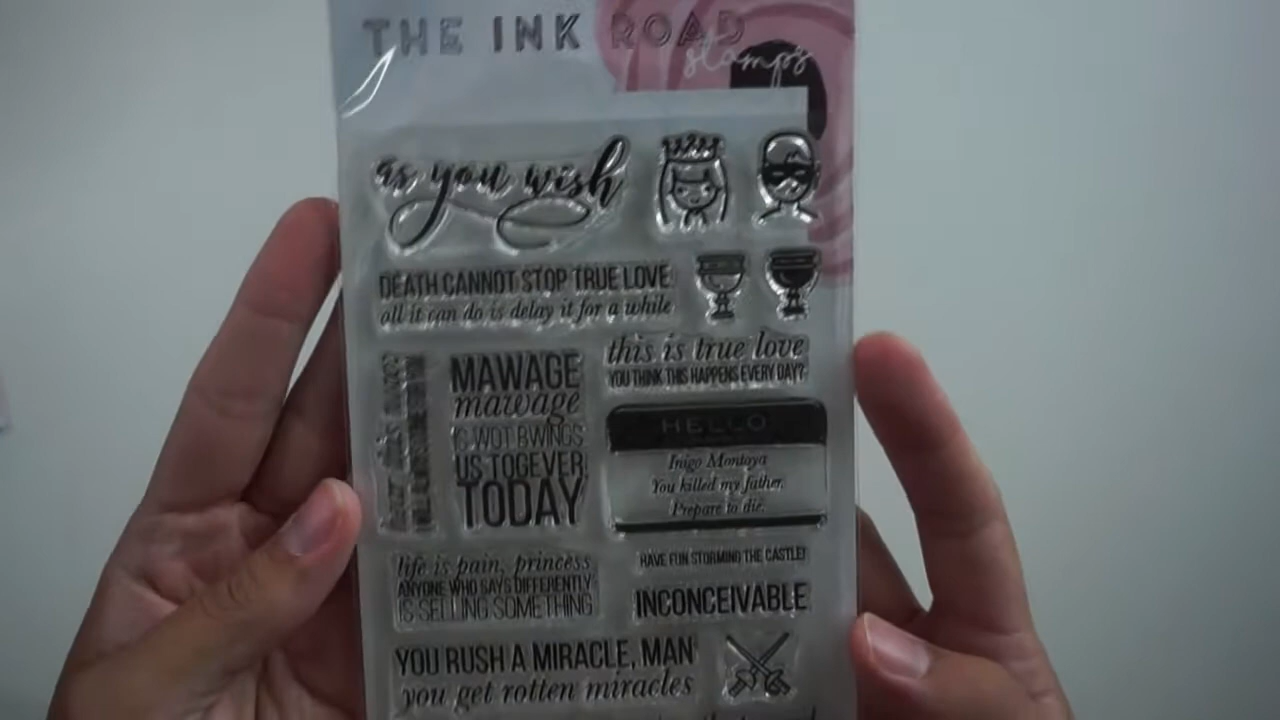 THE INK ROAD
stamps
as you wish
DEATH CANNOT STOP TRUE LOVE
all it can do is delay it for a while
this is true love
YOU THINK THIS HAPPENS EVERY DAY?
MAWAGE
mawage
IS WOT BWINGS
US TOGEVER
TODAY
HELLO
Inigo Montoya
You killed my father.
Prepare to die.
life is pain, princess
ANYONE WHO SAYS DIFFERENTLY
IS SELLING SOMETHING
HAVE FUN STORMING THE CASTLE!
INCONCEIVABLE
YOU RUSH A MIRACLE, MAN
you get rotten miracles